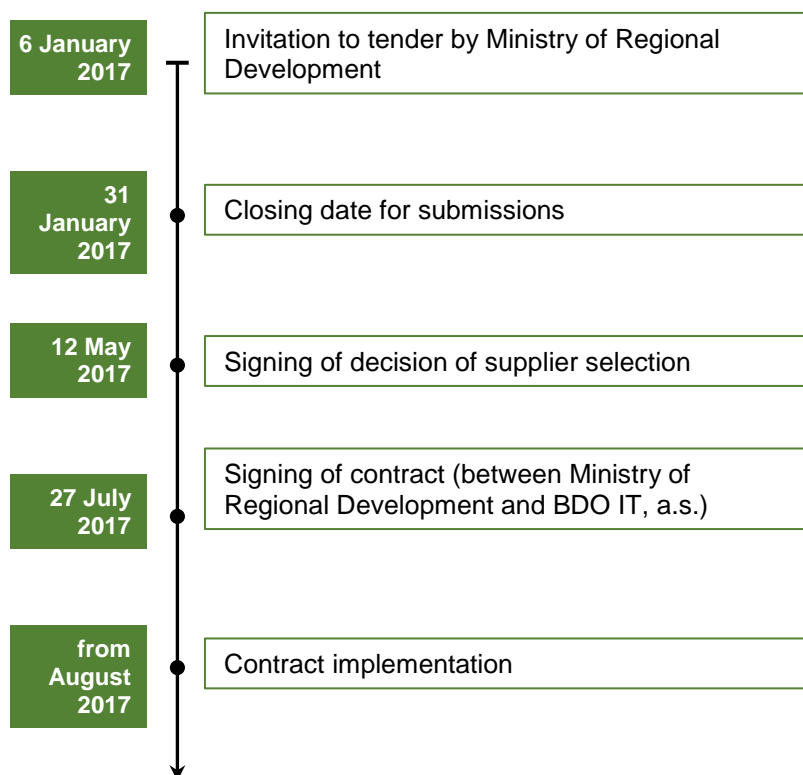 6 January
2017
Invitation to tender by Ministry of Regional
Development
31
January
2017
Closing date for submissions
12 May
2017
Signing of decision of supplier selection
27 July
2017
Signing of contract (between Ministry of
Regional Development and BDO IT, a.s.)
from
August
2017
Contract implementation